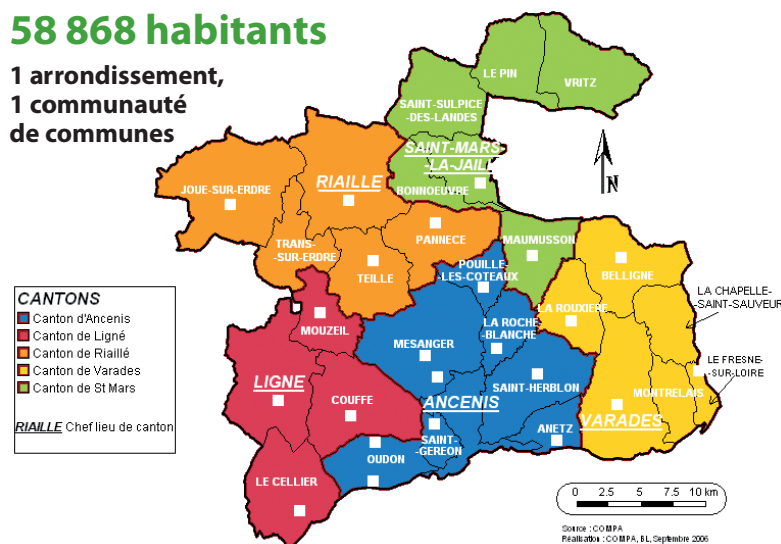 58 868 habitants
1 arrondissement,
1 communauté
de communes
LE PIN
VRITZ
SAINT-SULPICE
-DES-LANDES
SAINT-MARS
-LA-JAILL
BONNOEUVRE
N
RIAILLE
JOUE-SUR-ERDRE
PANNECE
TRANS-
-SUR-ERDRE
TEILLE
MAUMUSSON
POUILLE
-LES-COTEAUX
BELLIGNE
LA CHAPELLE-
-SAINT-SAUVEUR
LA ROUXIERE
LA ROCHE
-BLANCHE
MOUZEIL
MESANGER
LE FRESNE-
-SUR-LOIRE
LIGNE
COUFFE
SAINT-HERBLON
MONTRELAIS
ANCENIS
VARADES
ANETZ
SAINT-
-GEREON
OUDON
LE CELLIER
CANTONS
Canton d'Ancenis
Canton de Ligné
Canton de Riaillé
Canton de Varades
Canton de St Mars
RIAILLE Chef lieu de canton
0 2.5 5 7.5 10 km
Source : COMPA
Réalisation : COMPA, BL, Septembre 2006